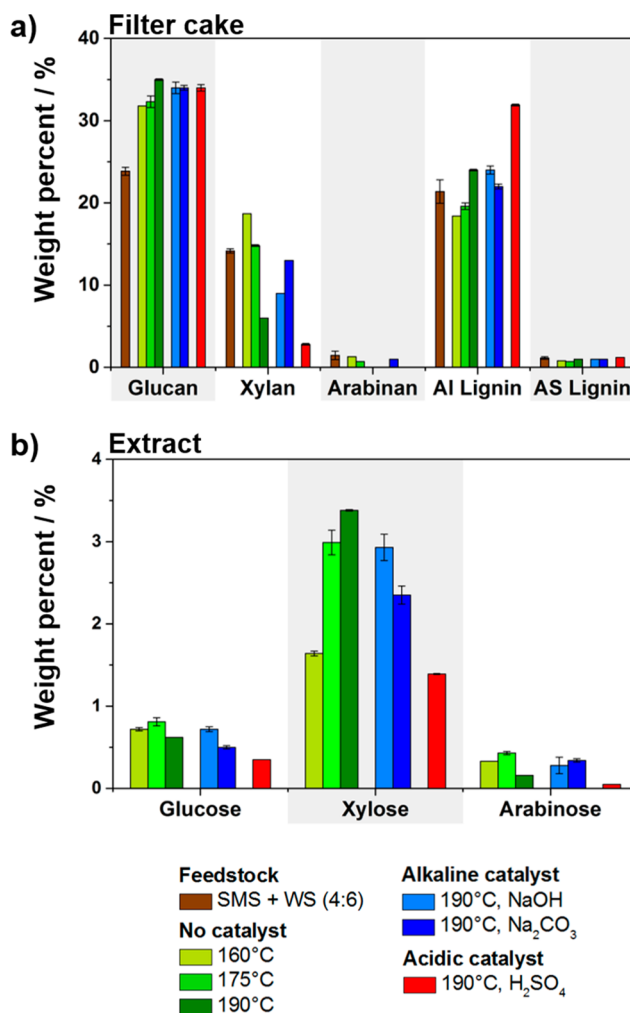 a) Filter cake
40
30
20
10
0
Weight percent / %
Glucan Xylan Arabinan AI Lignin AS Lignin
b) Extract
4
3
2
1
0
Weight percent / %
Glucose Xylose Arabinose
Feedstock
SMS + WS (4:6)
No catalyst
160°C
175°C
190°C
Alkaline catalyst
190°C, NaOH
190°C, Na₂CO₃
Acidic catalyst
190°C, H₂SO₄